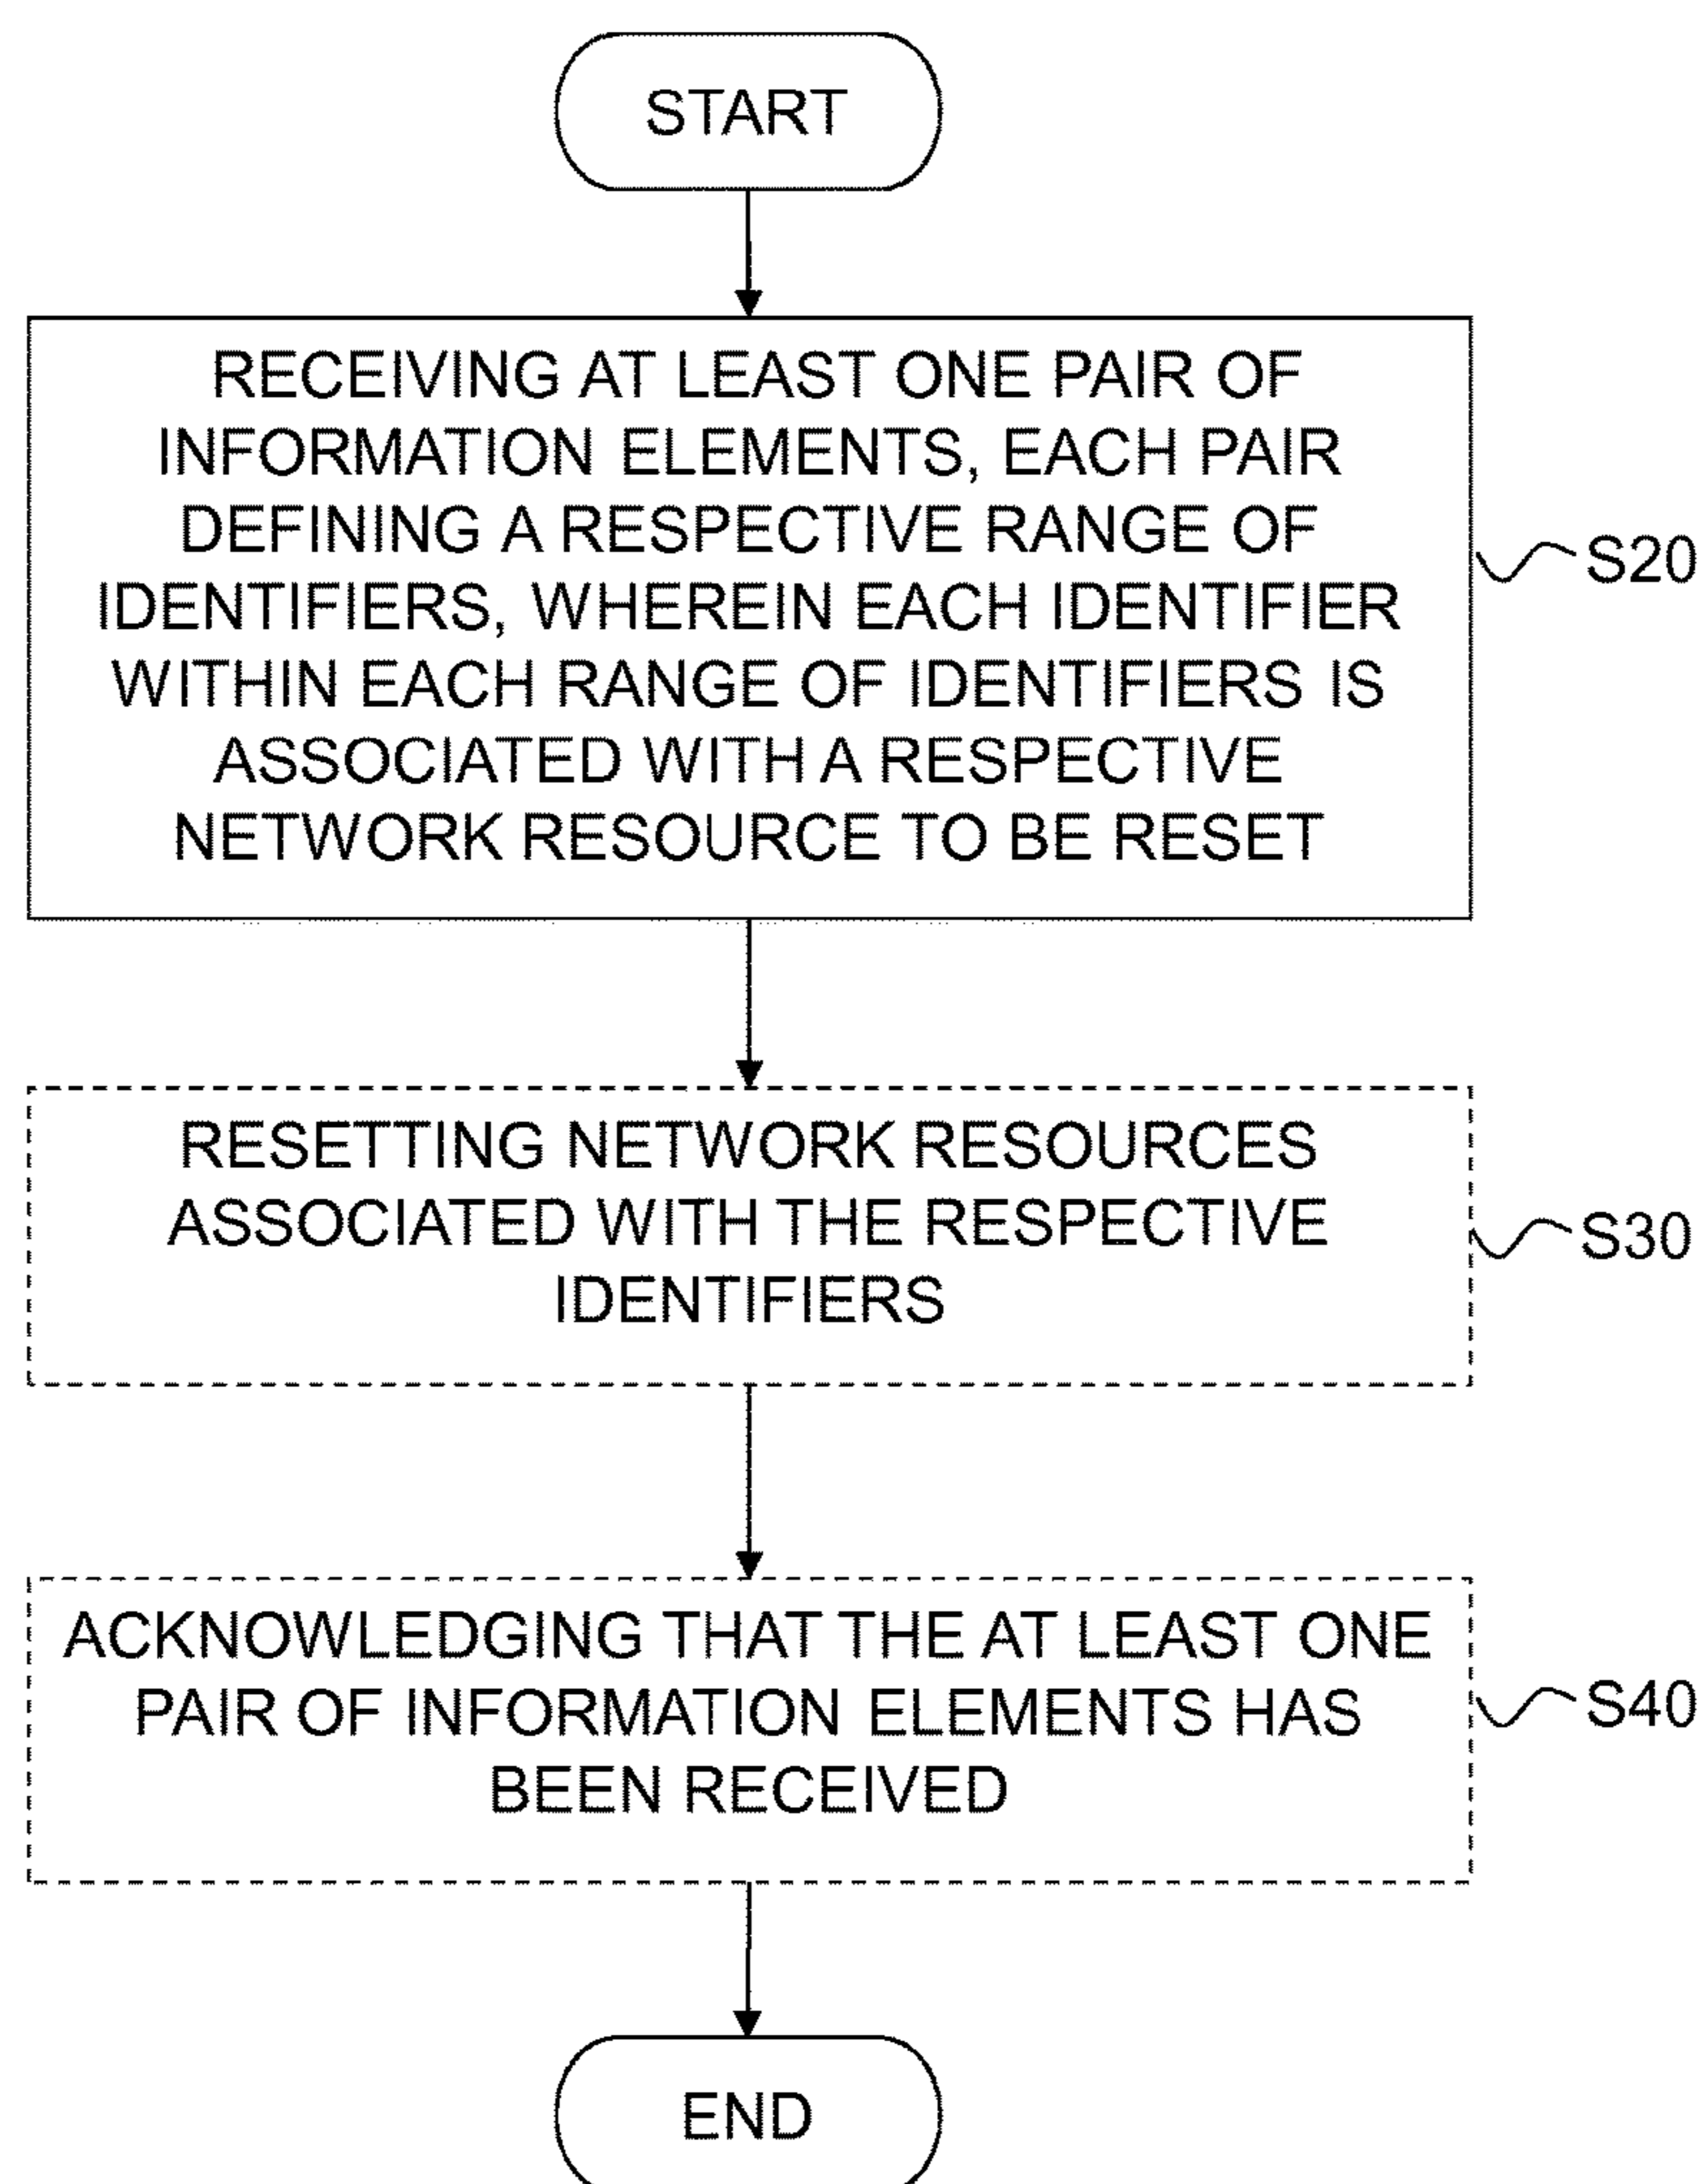 START
RECEIVING AT LEAST ONE PAIR OF
INFORMATION ELEMENTS, EACH PAIR
DEFINING A RESPECTIVE RANGE OF
IDENTIFIERS, WHEREIN EACH IDENTIFIER
WITHIN EACH RANGE OF IDENTIFIERS IS
ASSOCIATED WITH A RESPECTIVE
NETWORK RESOURCE TO BE RESET
S20
RESETTING NETWORK RESOURCES
ASSOCIATED WITH THE RESPECTIVE
IDENTIFIERS
S30
ACKNOWLEDGING THAT THE AT LEAST ONE
PAIR OF INFORMATION ELEMENTS HAS
BEEN RECEIVED
S40
END